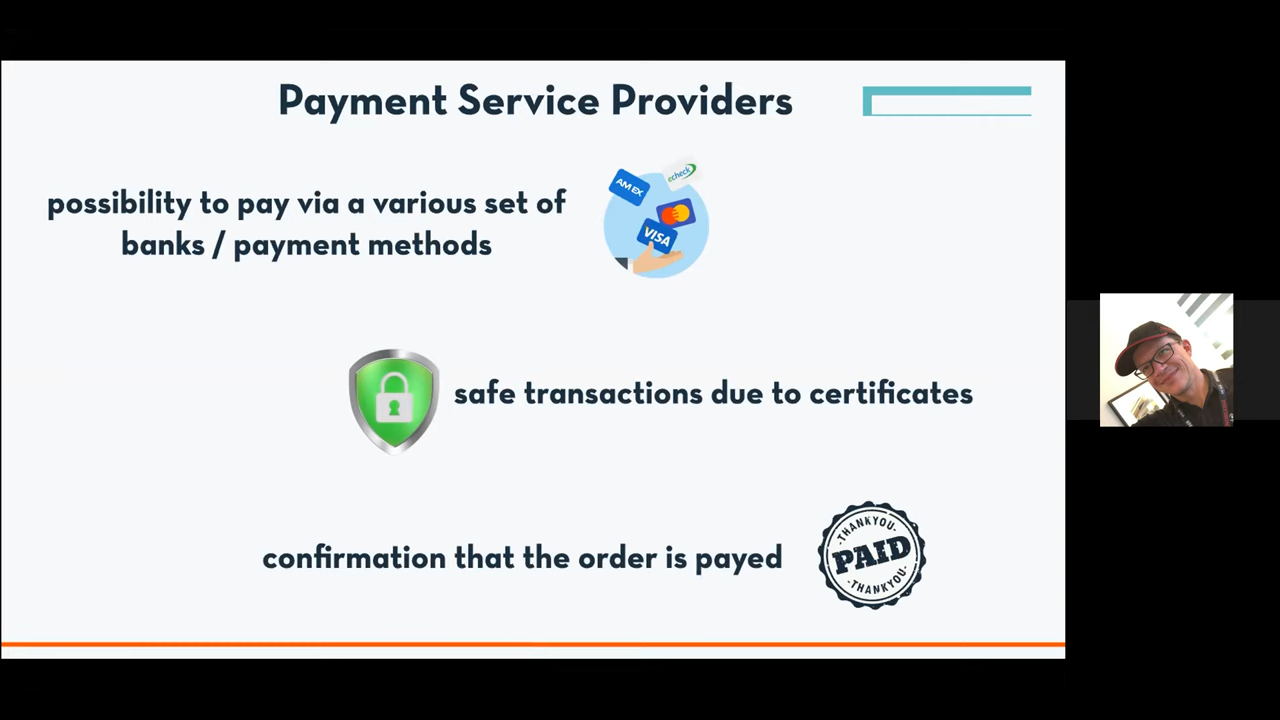 Payment Service Providers
possibility to pay via a various set of
banks / payment methods
AMEX
echeck
VISA
safe transactions due to certificates
confirmation that the order is payed
THANK YOU
PAID
THANK YOU